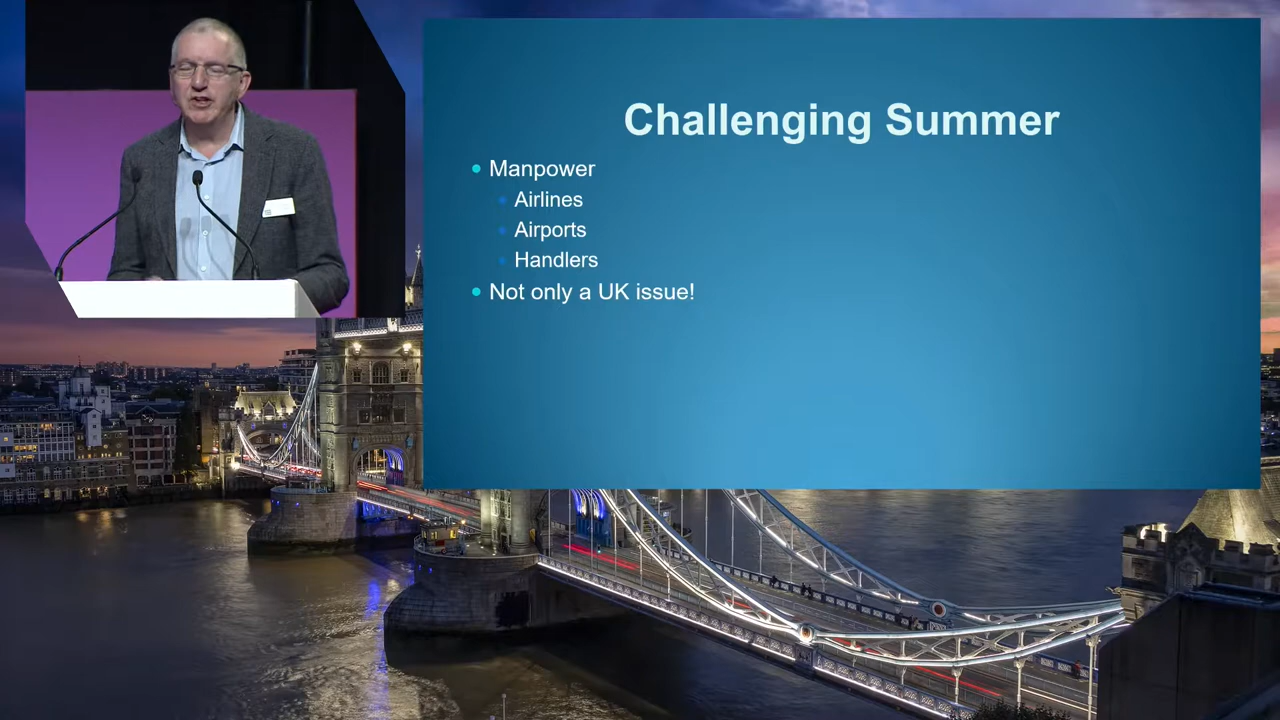 Challenging Summer
Manpower
Airlines
Airports
Handlers
Not only a UK issue!